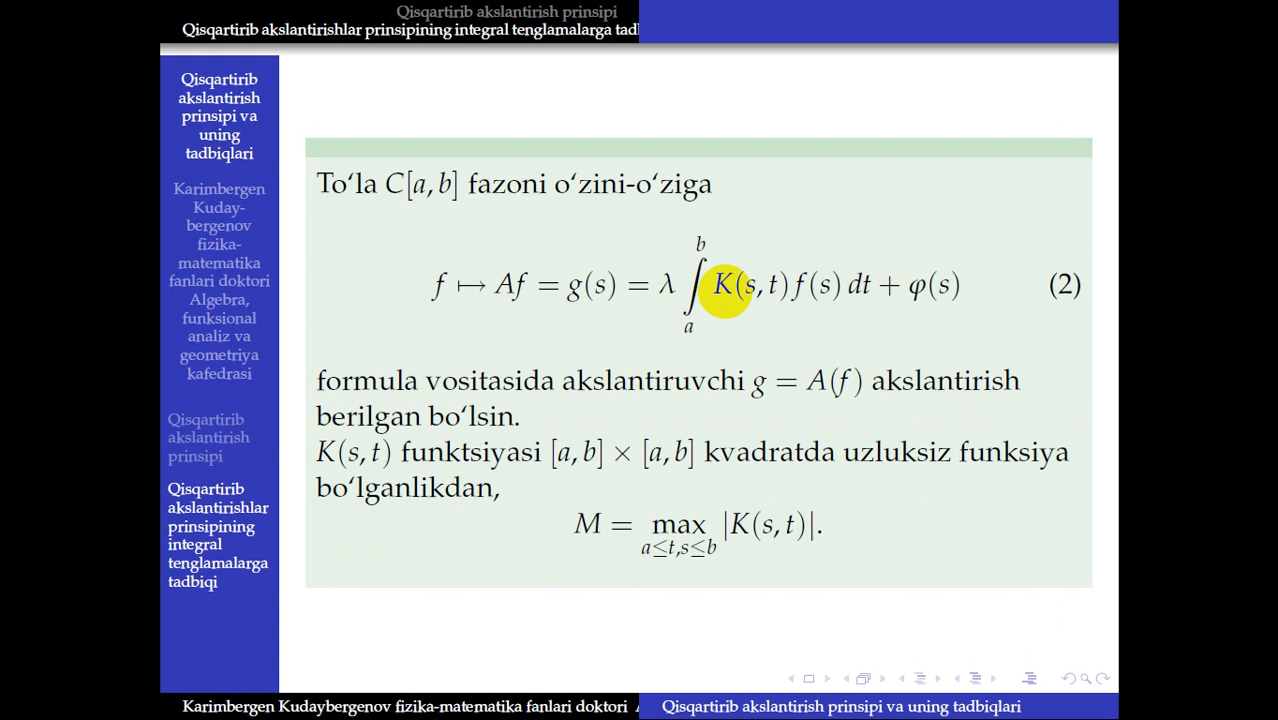 Qisqartirib akslantirish prinsipi
Qisqartirib akslantirishlar prinsipining integral tenglamalarga tad
Qisqartirib
akslantirish
prinsipi va
uning
tadbiqlari
Karimbergen
Kuday-
bergenov
fizika-
matematika
fanlari doktori
Algebra,
funksional
analiz va
geometriya
kafedrasi
Qisqartirib
akslantirish
prinsipi
Qisqartirib
akslantirishlar
prinsipining
integral
tenglamalarga
tadbiqi
To‘la C[a, b] fazoni o‘zini-o‘ziga
f ↦ Af = g(s) = λ ∫_a^b K(s, t) f(s) dt + φ(s) (2)
formula vositasida akslantiruvchi g = A(f) akslantirish
berilgan bo‘lsin.
K(s, t) funktsiyasi [a, b] × [a, b] kvadratda uzluksiz funksiya
bo‘lganlikdan,
M = max_{a≤t,s≤b} |K(s, t)|.
Karimbergen Kudaybergenov fizika-matematika fanlari doktori
Qisqartirib akslantirish prinsipi va uning tadbiqlari